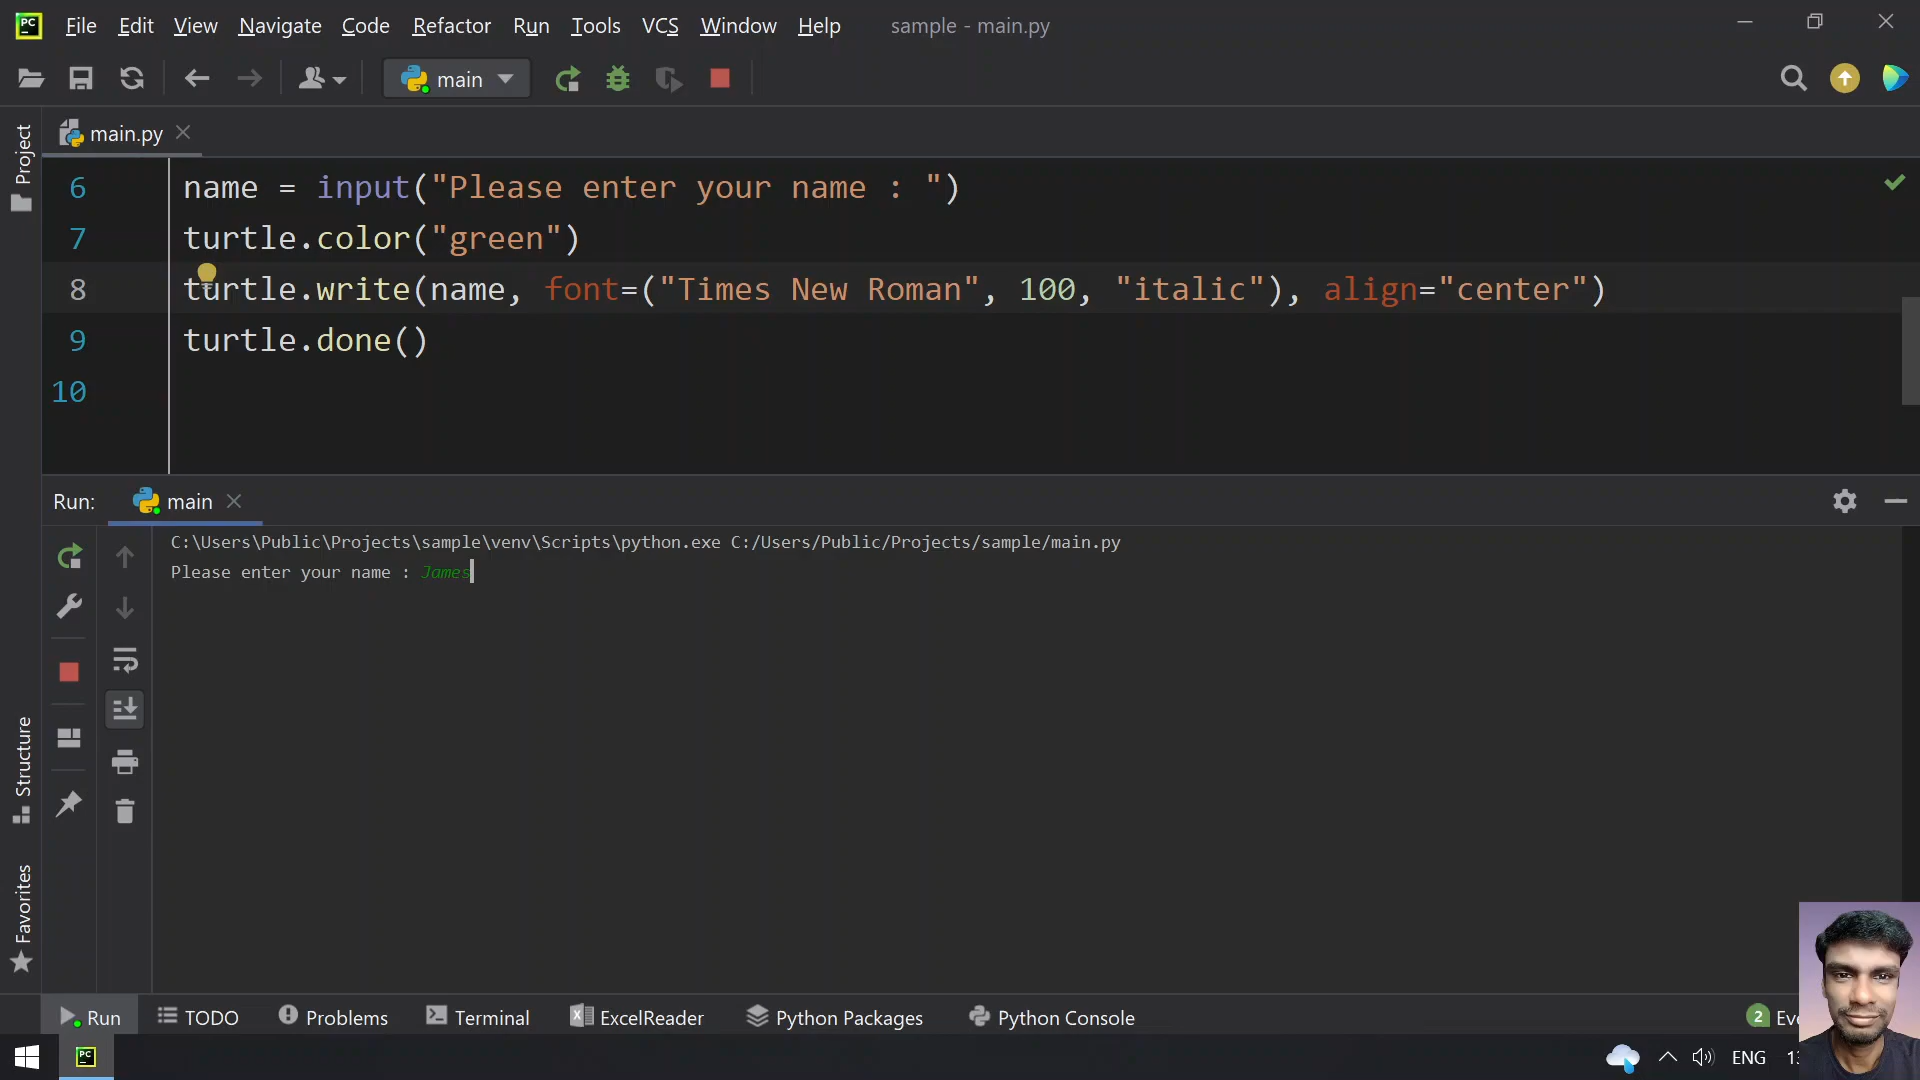 PC File Edit View Navigate Code Refactor Run Tools VCS Window Help sample - main.py
main
main.py
Project
6 name = input("Please enter your name : ")
7 turtle.color("green")
8 turtle.write(name, font=("Times New Roman", 100, "italic"), align="center")
9 turtle.done()
10
Run: main
C:\Users\Public\Projects\sample\venv\Scripts\python.exe C:/Users/Public/Projects/sample/main.py
Please enter your name : James
Structure
Favorites
Run TODO Problems Terminal ExcelReader Python Packages Python Console 2
PC ENG